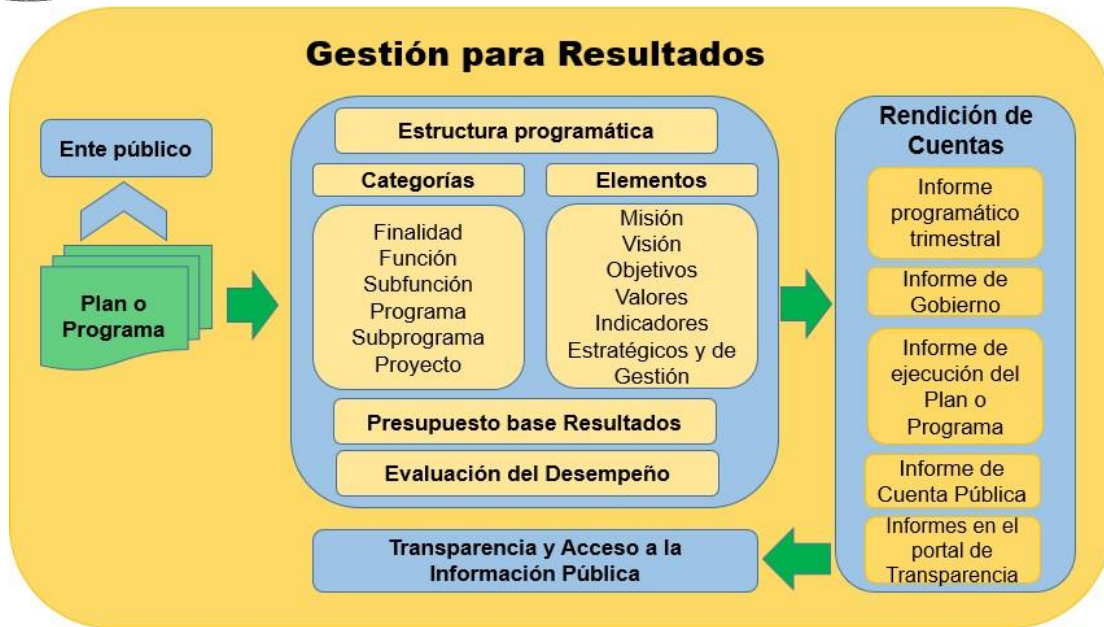 Gestión para Resultados
Ente público
Plan o
Programa
Estructura programática
Categorías
Finalidad
Función
Subfunción
Programa
Subprograma
Proyecto
Elementos
Misión
Visión
Objetivos
Valores
Indicadores
Estratégicos y de
Gestión
Presupuesto base Resultados
Evaluación del Desempeño
Rendición de
Cuentas
Informe
programático
trimestral
Informe de
Gobierno
Informe de
ejecución del
Plan o
Programa
Informe de
Cuenta Pública
Informes en el
portal de
Transparencia
Transparencia y Acceso a la
Información Pública